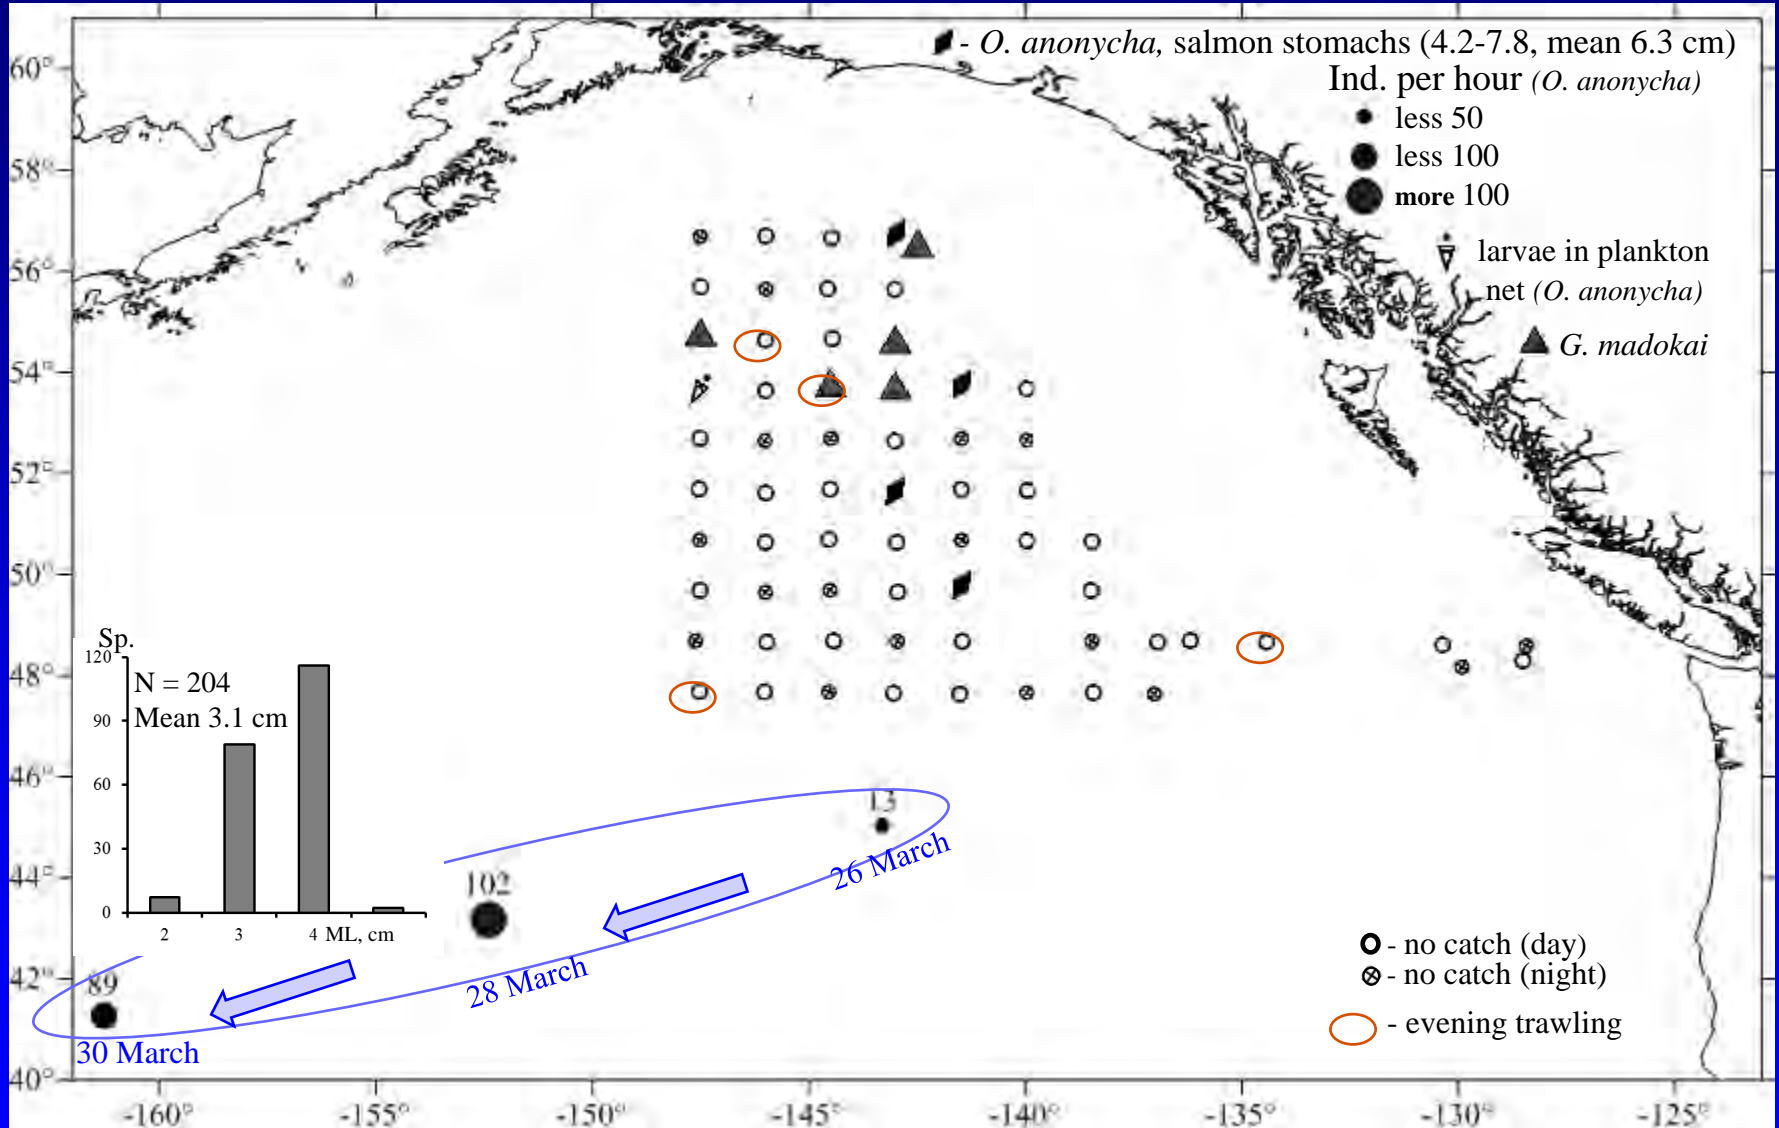 - O. anonycha, salmon stomachs (4.2-7.8, mean 6.3 cm)
Ind. per hour (O. anonycha)
less 50
less 100
more 100
larvae in plankton
net (O. anonycha)
G. madokai
60°
58°
56°
54°
52°
50°
48°
46°
44°
42°
40°
Sp.
120
90
60
30
0
N = 204
Mean 3.1 cm
2 3 4 ML, cm
13
26 March
102
28 March
89
30 March
- no catch (day)
- no catch (night)
- evening trawling
-160° -155° -150° -145° -140° -135° -130° -125°